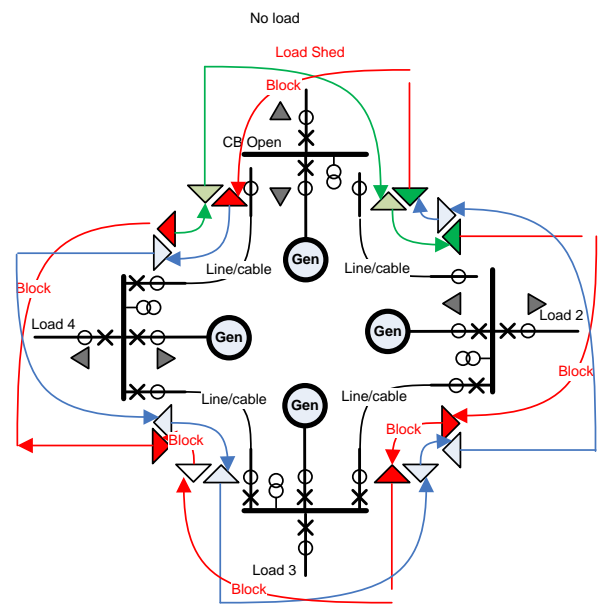 No load
Load Shed
Block
CB Open
Gen
Line/cable
Line/cable
Block
Load 4
Gen
Gen
Load 2
Block
Line/cable
Gen
Line/cable
Block
Block
Load 3
Block